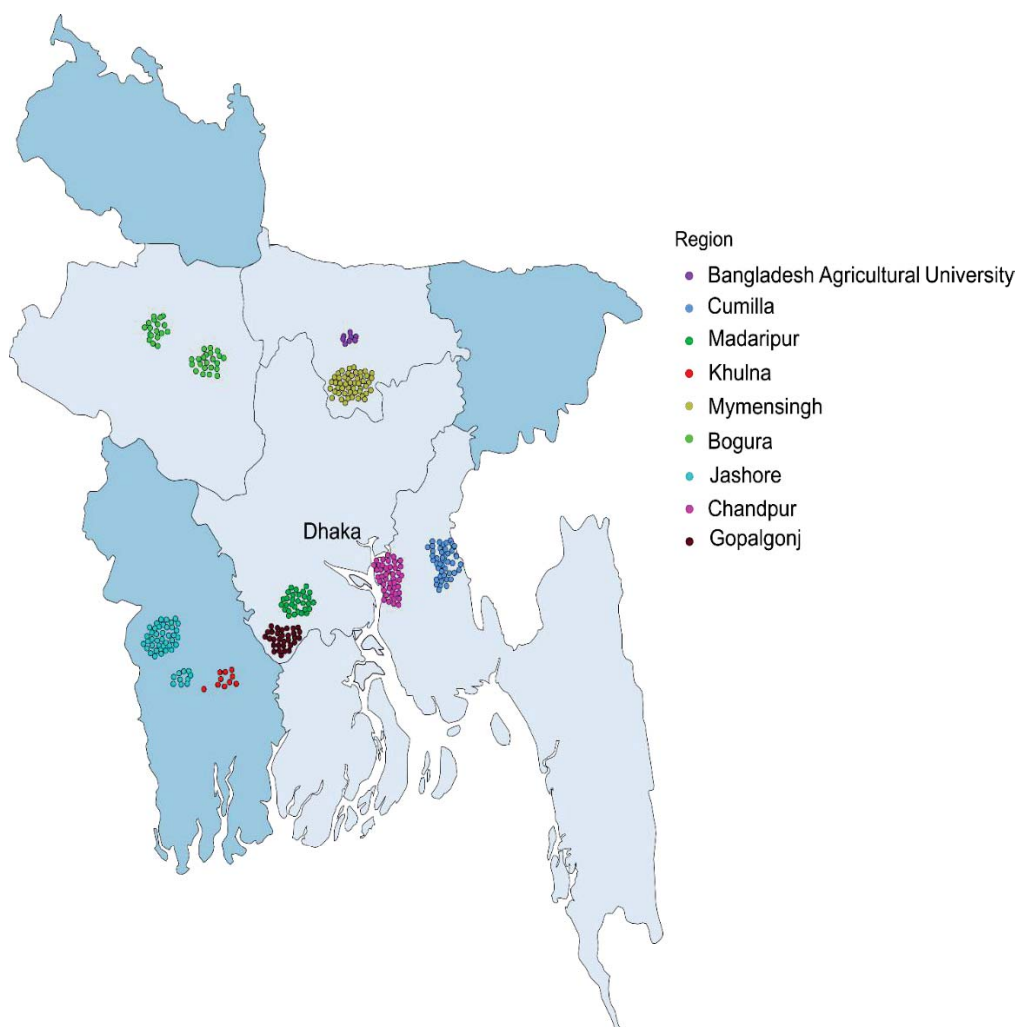 Region
Bangladesh Agricultural University
Cumilla
Madaripur
Khulna
Mymensingh
Bogura
Jashore
Chandpur
Gopalgonj
Dhaka